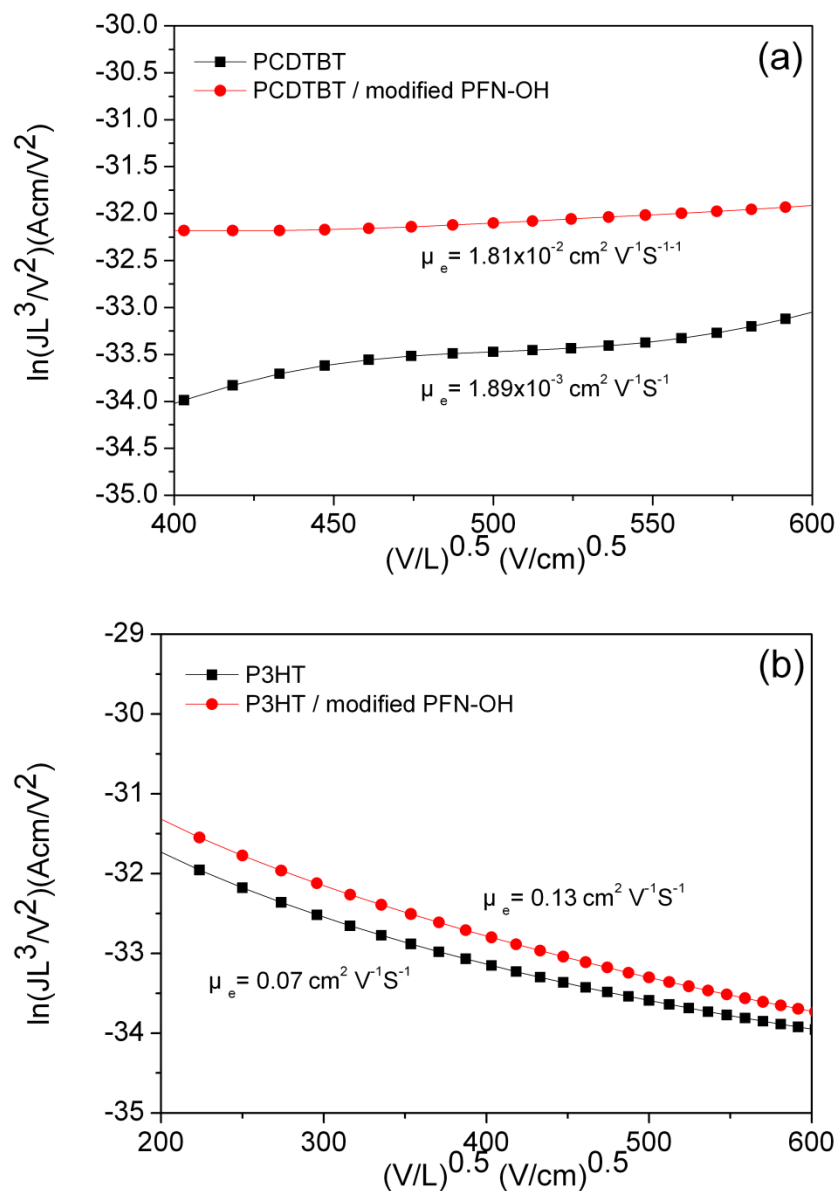 (a)
PCDTBT
PCDTBT / modified PFN-OH
-30.0
-30.5
-31.0
-31.5
-32.0
-32.5
-33.0
-33.5
-34.0
-34.5
-35.0
ln(JL³/V²)(Acm/V²)
μ e = 1.81x10⁻² cm² V⁻¹S⁻¹⁻¹
μ e = 1.89x10⁻³ cm² V⁻¹S⁻¹
400 450 500 550 600
(V/L)^0.5 (V/cm)^0.5
(b)
P3HT
P3HT / modified PFN-OH
-29
-30
-31
-32
-33
-34
-35
ln(JL³/V²)(Acm/V²)
μ e = 0.13 cm² V⁻¹S⁻¹
μ e = 0.07 cm² V⁻¹S⁻¹
200 300 400 500 600
(V/L)^0.5 (V/cm)^0.5